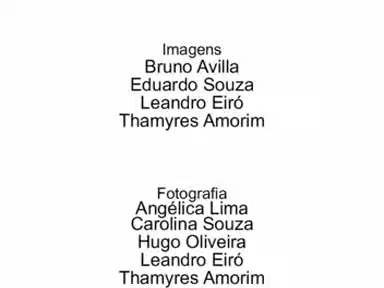 Imagens
Bruno Avilla
Eduardo Souza
Leandro Eiró
Thamyres Amorim
Fotografia
Angélica Lima
Carolina Souza
Hugo Oliveira
Leandro Eiró
Thamyres Amorim